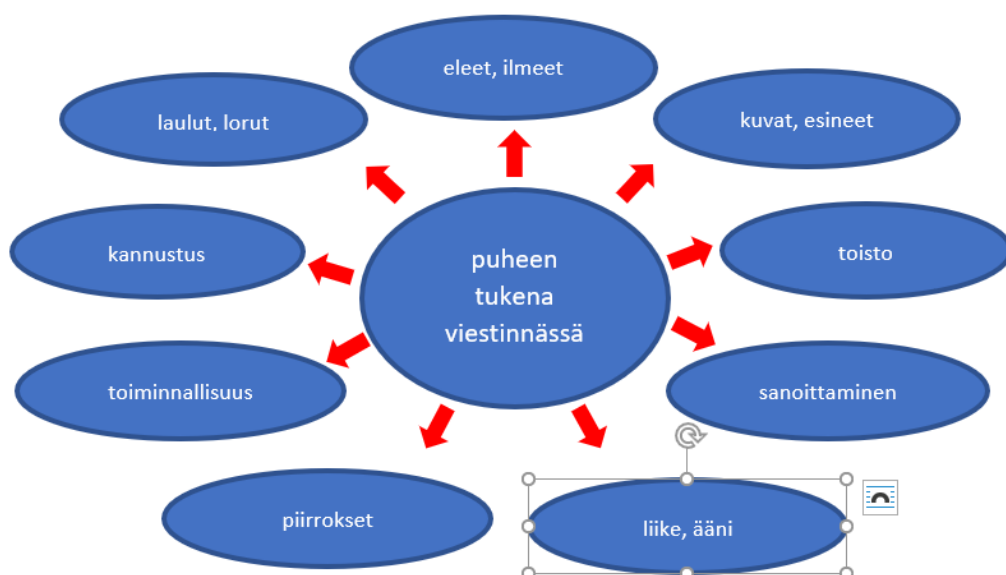 eleet, ilmeet
laulut, lorut
kuvat, esineet
kannustus
puheen
tukena
viestinnässä
toisto
toiminnallisuus
sanoittaminen
piirrokset
liike, ääni